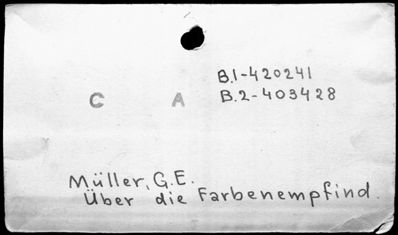 B.1-420241
C A B.2-403428
Müller, G.E.
Über die Farbenempfind.